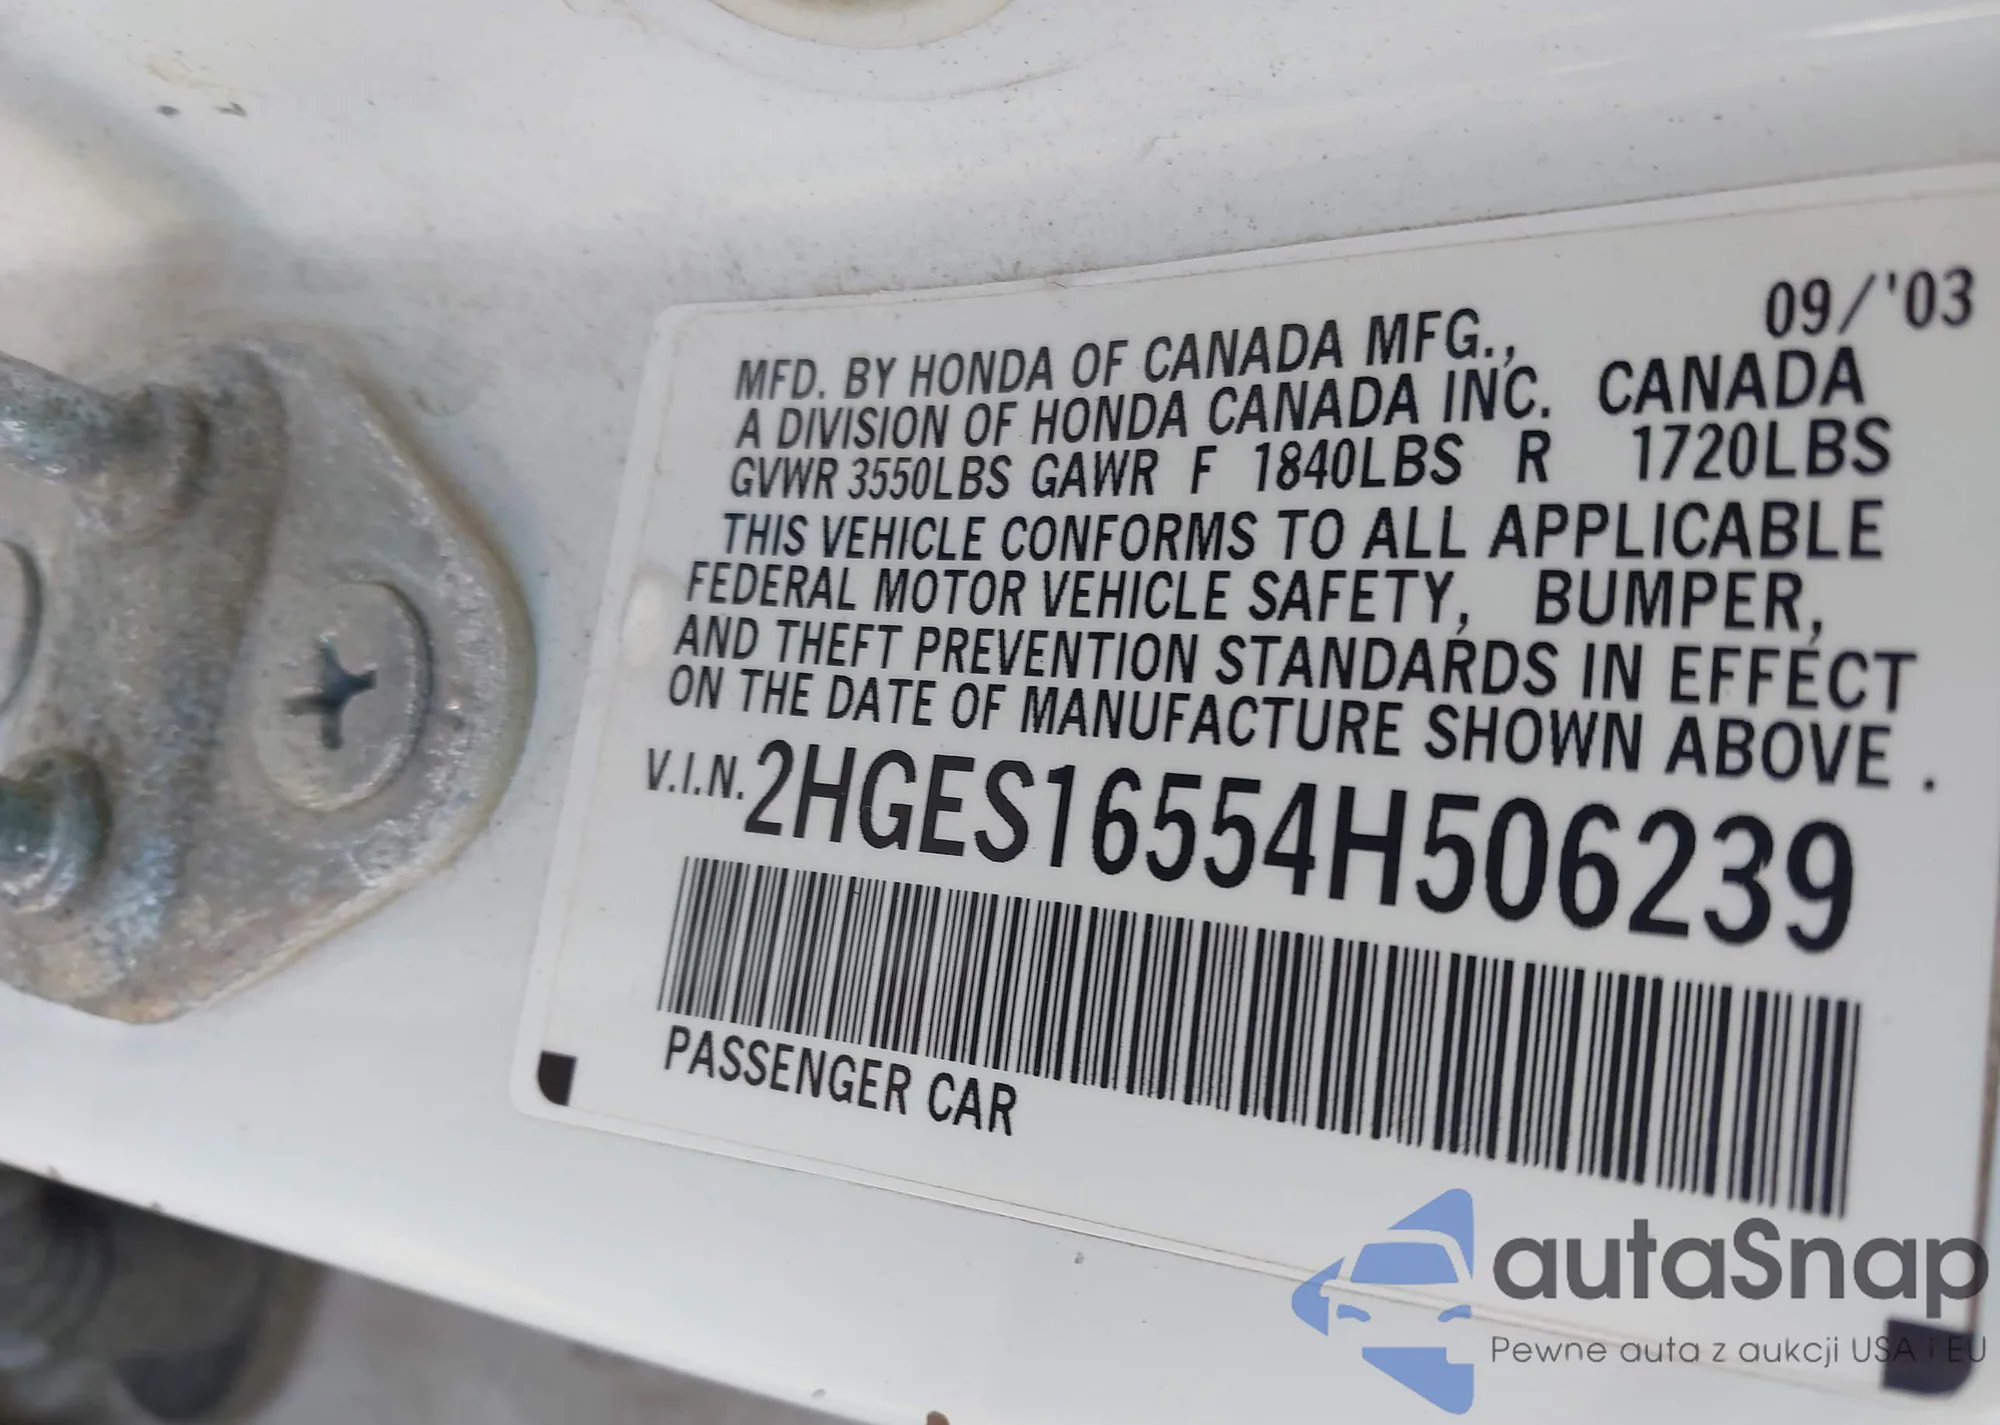 09/'03
MFD. BY HONDA OF CANADA MFG.,
A DIVISION OF HONDA CANADA INC. CANADA
GVWR 3550LBS GAWR F 1840LBS R 1720LBS
THIS VEHICLE CONFORMS TO ALL APPLICABLE
FEDERAL MOTOR VEHICLE SAFETY, BUMPER,
AND THEFT PREVENTION STANDARDS IN EFFECT
ON THE DATE OF MANUFACTURE SHOWN ABOVE .
V.I.N. 2HGES16554H506239
PASSENGER CAR
autaSnap
Pewne auta z aukcji USA i EU